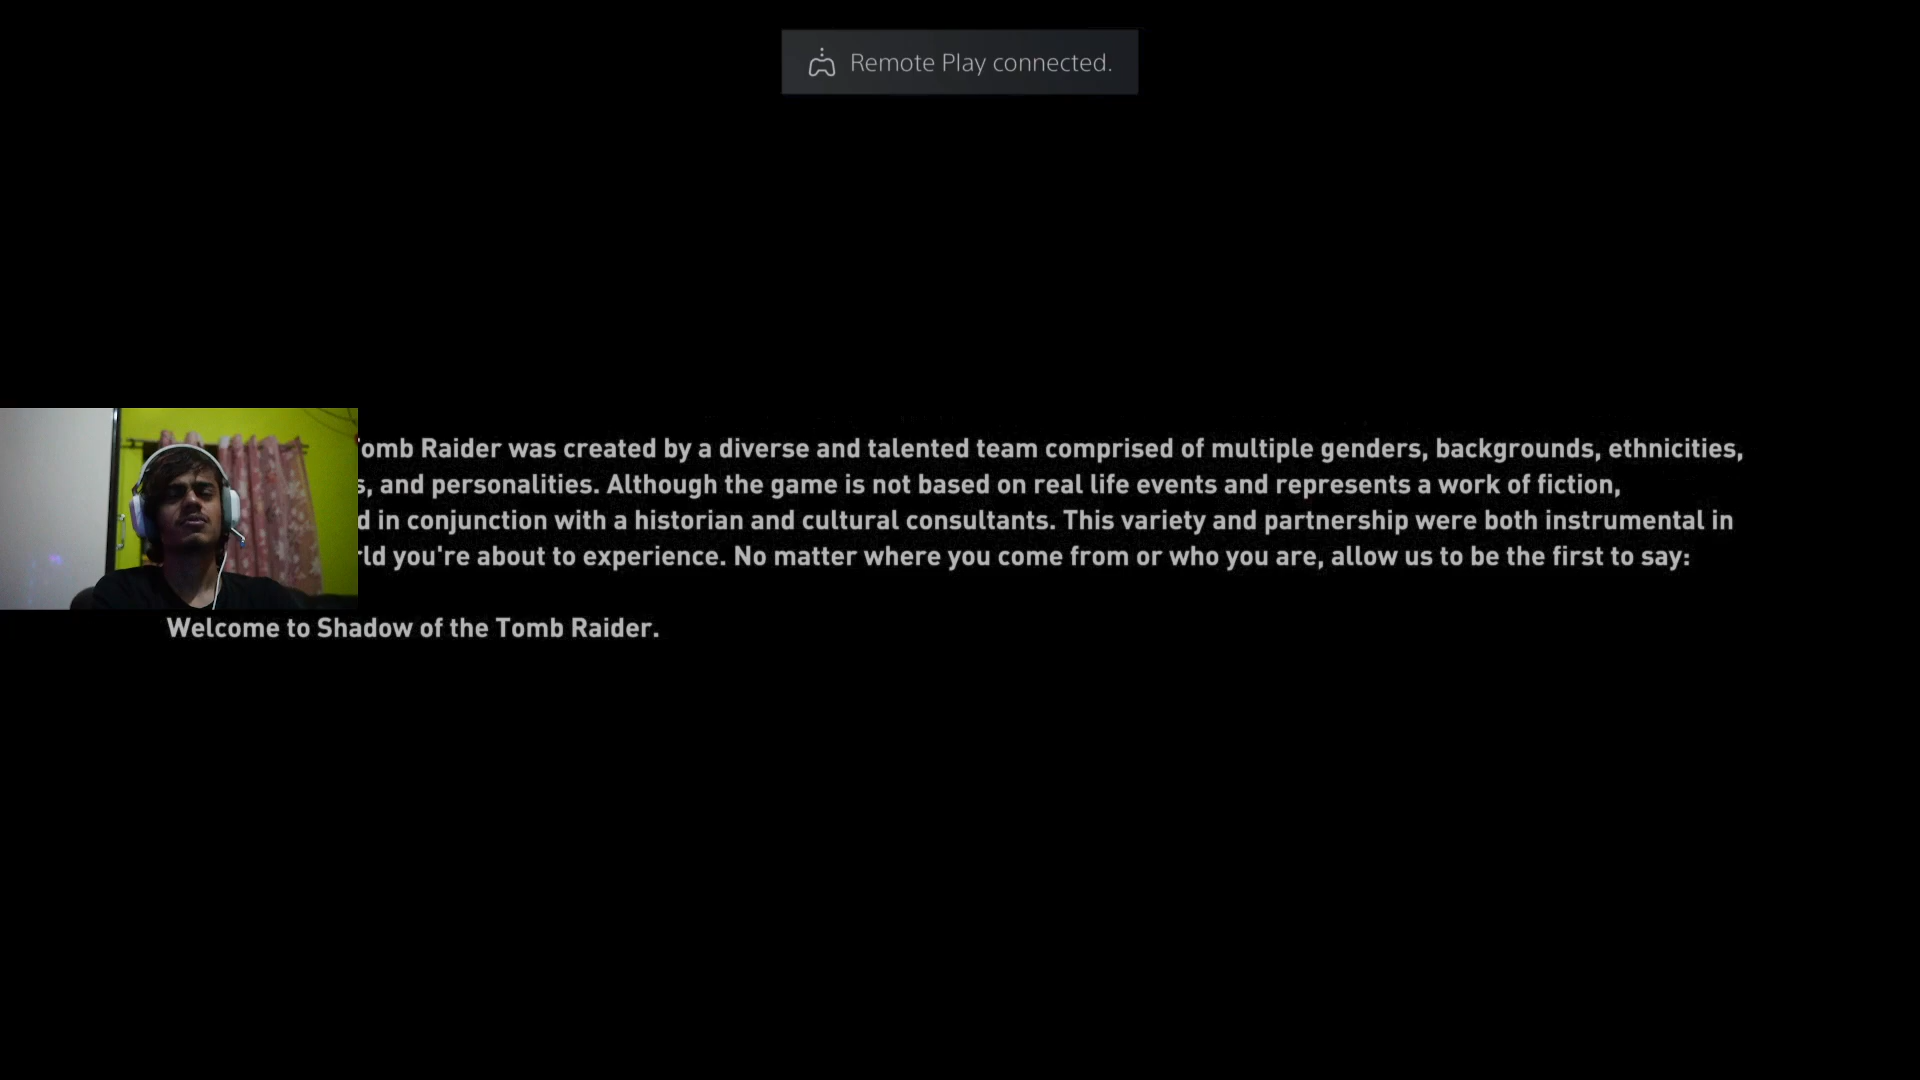 Remote Play connected.
Tomb Raider was created by a diverse and talented team comprised of multiple genders, backgrounds, ethnicities,
and personalities. Although the game is not based on real life events and represents a work of fiction,
in conjunction with a historian and cultural consultants. This variety and partnership were both instrumental in
you're about to experience. No matter where you come from or who you are, allow us to be the first to say:
Welcome to Shadow of the Tomb Raider.